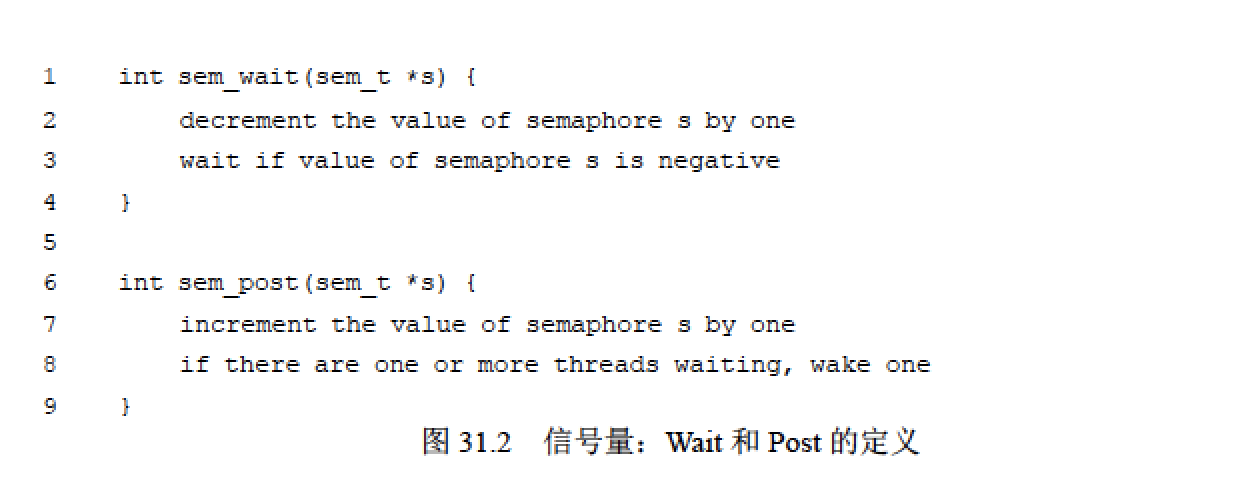 1 int sem_wait(sem_t *s) {
2 decrement the value of semaphore s by one
3 wait if value of semaphore s is negative
4 }
5
6 int sem_post(sem_t *s) {
7 increment the value of semaphore s by one
8 if there are one or more threads waiting, wake one
9 }
图 31.2 信号量：Wait 和 Post 的定义